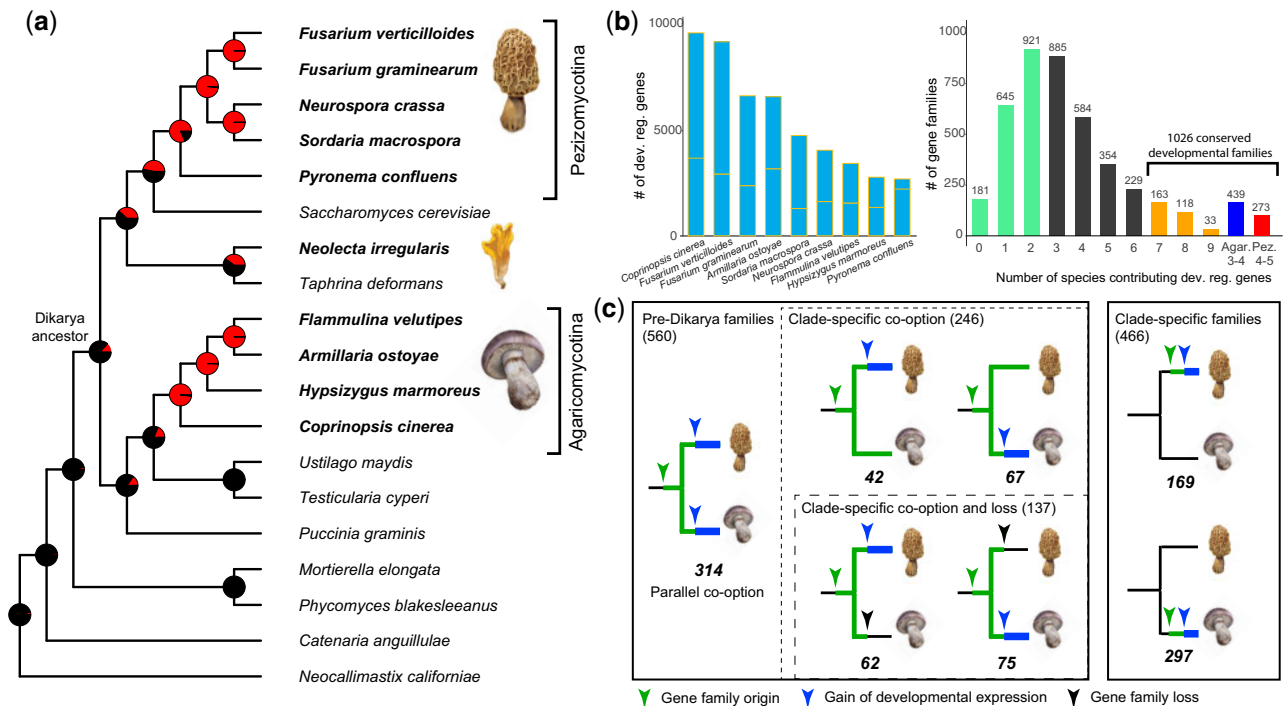 (a)
Fusarium verticilloides
Fusarium graminearum
Neurospora crassa
Sordaria macrospora
Pyronema confluens
Saccharomyces cerevisiae
Neolecta irregularis
Taphrina deformans
Flammulina velutipes
Armillaria ostoyae
Hypsizygus marmoreus
Coprinopsis cinerea
Ustilago maydis
Testicularia cyperi
Puccinia graminis
Mortierella elongata
Phycomyces blakesleeanus
Catenaria anguillulae
Neocallimastix californiae
Dikarya
ancestor
Pezizomycotina
Agaricomycotina
(b)
# of dev. reg. genes
10000
5000
0
Coprinopsis cinerea
Fusarium verticilloides
Fusarium graminearum
Armillaria ostoyae
Sordaria macrospora
Neurospora crassa
Flammulina velutipes
Hypsizygus marmoreus
Pyronema confluens
# of gene families
1000
750
500
250
0
181
645
921
885
584
354
229
163
118
33
439
273
1026 conserved
developmental families
0 1 2 3 4 5 6 7 8 9 Agar. Pez.
3-4 4-5
Number of species contributing dev. reg. genes
(c)
Pre-Dikarya families
(560)
314
Parallel co-option
Clade-specific co-option (246)
42
67
Clade-specific co-option and loss (137)
62
75
Clade-specific families
(466)
169
297
Gene family origin
Gain of developmental expression
Gene family loss